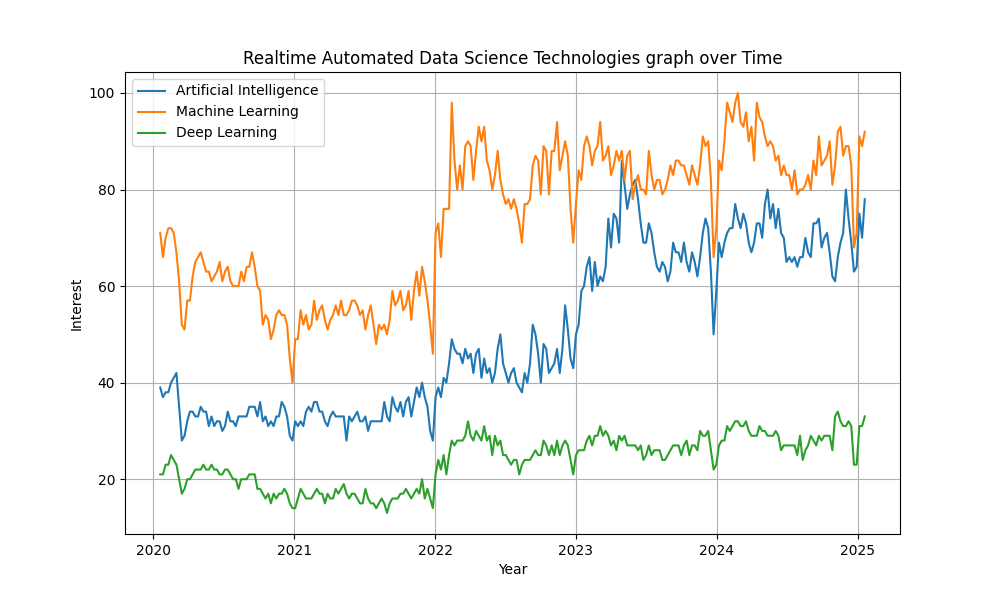 Realtime Automated Data Science Technologies graph over Time
Artificial Intelligence
Machine Learning
Deep Learning
100
80
60
40
20
Interest
2020 2021 2022 2023 2024 2025
Year